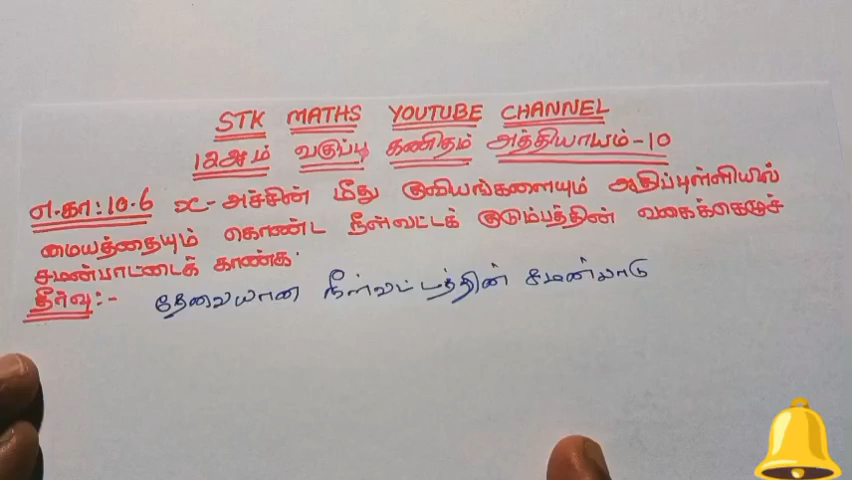 STK MATHS YOUTUBE CHANNEL
12ஆம் வகுப்பு கணிதம் அத்தியாயம்-10
எ.கா:10.6 x-அச்சின் மீது குவியங்களையும் ஆதிப்புள்ளியில்
மையத்தையும் கொண்ட நீள்வட்டக் குடும்பத்தின் வகைக்கெழுச்
சமன்பாட்டைக் காண்க.
தீர்வு:- தேவையான நீள்வட்டத்தின் சமன்பாடு